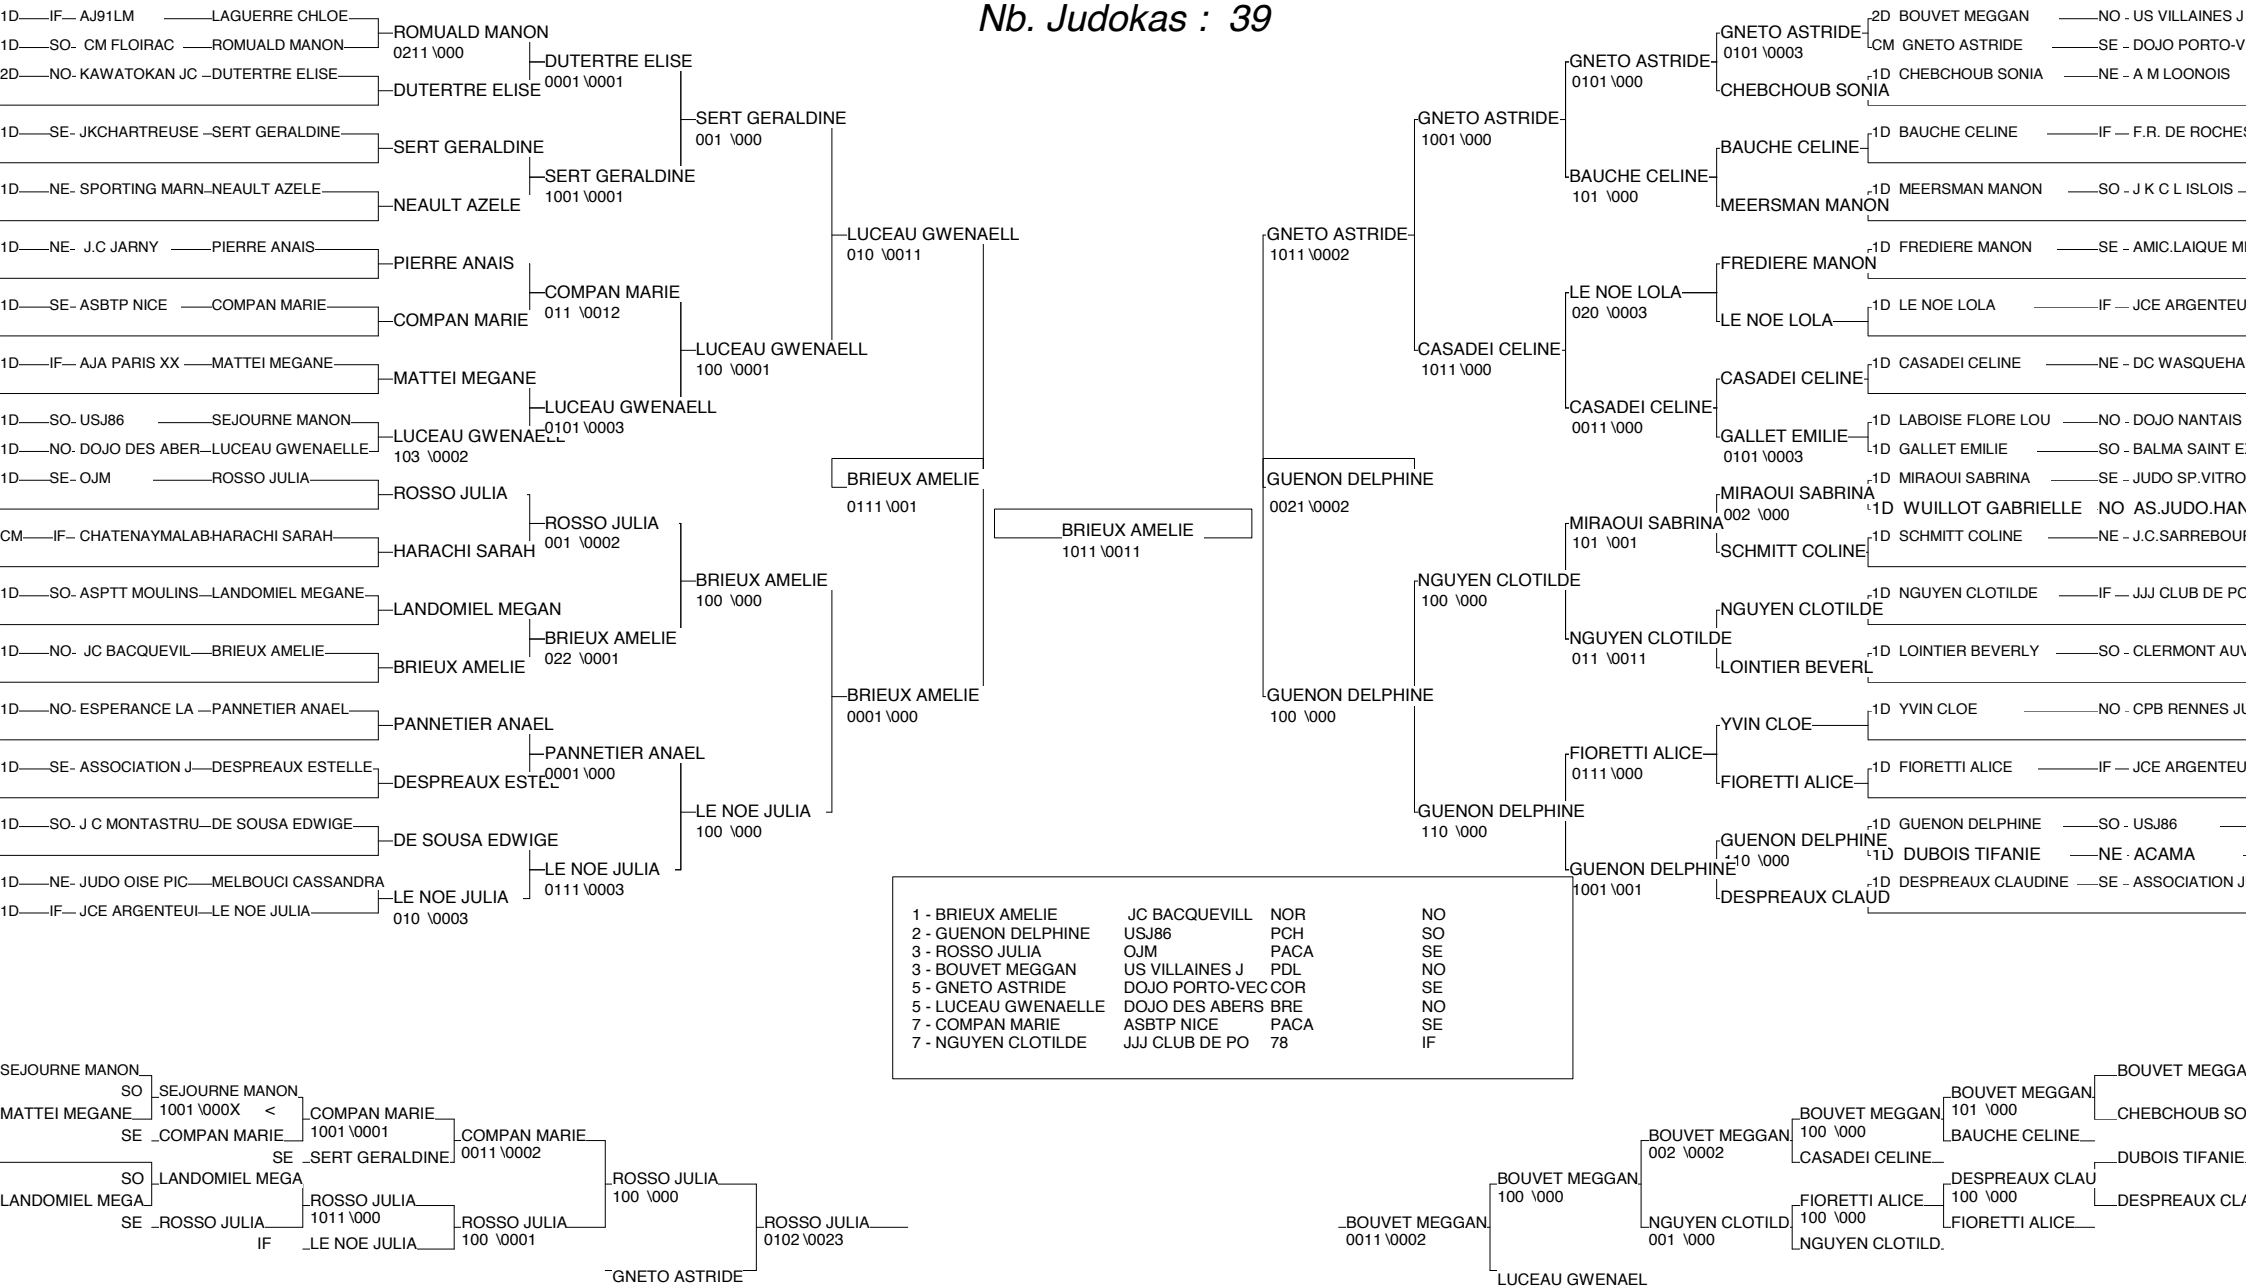 Nb. Judokas : 39
1D IF AJ91LM LAGUERRE CHLOE
1D SO- CM FLOIRAC ROMUALD MANON
2D NO- KAWATOKAN JC DUTERTRE ELISE
1D SE- JKCHARTREUSE SERT GERALDINE
1D NE- SPORTING MARN NEAULT AZELE
1D NE- J.C JARNY PIERRE ANAIS
1D SE- ASBTP NICE COMPAN MARIE
1D IF AJA PARIS XX MATTEI MEGANE
1D SO- USJ86 SEJOURNE MANON
1D NO- DOJO DES ABER LUCEAU GWENAELLE
1D SE- OJM ROSSO JULIA
CM IF CHATENAYMALAB HARACHI SARAH
1D SO- ASPTT MOULINS LANDOMIEL MEGANE
1D NO- JC BACQUEVIL BRIEUX AMELIE
1D NO- ESPERANCE LA PANNETIER ANAEL
1D SE- ASSOCIATION J DESPREAUX ESTELLE
1D SO- J C MONTASTRU DE SOUSA EDWIGE
1D NE- JUDO OISE PIC MELBOUCI CASSANDRA
1D IF JCE ARGENTEUI LE NOE JULIA
ROMUALD MANON
0211 \000
DUTERTRE ELISE
SERT GERALDINE
NEAULT AZELE
PIERRE ANAIS
COMPAN MARIE
MATTEI MEGANE
LUCEAU GWENAELL
103 \0002
ROSSO JULIA
HARACHI SARAH
LANDOMIEL MEGAN
BRIEUX AMELIE
PANNETIER ANAEL
DESPREAUX ESTEL
DE SOUSA EDWIGE
LE NOE JULIA
010 \0003
DUTERTRE ELISE
0001 \0001
SERT GERALDINE
1001 \0001
COMPAN MARIE
011 \0012
LUCEAU GWENAELL
0101 \0003
ROSSO JULIA
001 \0002
BRIEUX AMELIE
022 \0001
PANNETIER ANAEL
0001 \000
LE NOE JULIA
0111 \0003
SERT GERALDINE
001 \000
LUCEAU GWENAELL
100 \0001
BRIEUX AMELIE
100 \000
LE NOE JULIA
100 \000
LUCEAU GWENAELL
010 \0011
BRIEUX AMELIE
0111 \001
BRIEUX AMELIE
0001 \000
BRIEUX AMELIE
1011 \0011
GNETO ASTRIDE
1011 \0002
GUENON DELPHINE
0021 \0002
GUENON DELPHINE
100 \000
GNETO ASTRIDE
1001 \000
CASADEI CELINE
1011 \000
NGUYEN CLOTILDE
100 \000
GUENON DELPHINE
110 \000
GNETO ASTRIDE
0101 \000
BAUCHE CELINE
101 \000
LE NOE LOLA
020 \0003
CASADEI CELINE
0011 \000
MIRAOUI SABRINA
101 \001
NGUYEN CLOTILDE
011 \0011
FIORETTI ALICE
0111 \000
GUENON DELPHINE
1001 \001
GNETO ASTRIDE
0101 \0003
CHEBCHOUB SONIA
BAUCHE CELINE
MEERSMAN MANON
FREDIERE MANON
LE NOE LOLA
CASADEI CELINE
GALLET EMILIE
0101 \0003
MIRAOUI SABRINA
002 \000
SCHMITT COLINE
NGUYEN CLOTILDE
LOINTIER BEVERL
YVIN CLOE
FIORETTI ALICE
GUENON DELPHINE
110 \000
DESPREAUX CLAUD
2D BOUVET MEGGAN NO - US VILLAINES J
CM GNETO ASTRIDE SE - DOJO PORTO-V
1D CHEBCHOUB SONIA NE - A M LOONOIS
1D BAUCHE CELINE IF F.R. DE ROCHES
1D MEERSMAN MANON SO - J K C L ISLOIS
1D FREDIERE MANON SE - AMIC.LAIQUE
1D LE NOE LOLA IF JCE ARGENTEU
1D CASADEI CELINE NE - DC WASQUEHA
1D LABOISE FLORE LOU NO - DOJO NANTAIS
1D GALLET EMILIE SO - BALMA SAINT
1D MIRAOUI SABRINA SE - JUDO SP.VITRO
1D WUILLOT GABRIELLE NO AS.JUDO.HAN
1D SCHMITT COLINE NE - J.C.SARREBOU
1D NGUYEN CLOTILDE IF JJJ CLUB DE PO
1D LOINTIER BEVERLY SO - CLERMONT AUV
1D YVIN CLOE NO - CPB RENNES JU
1D FIORETTI ALICE IF JCE ARGENTEU
1D GUENON DELPHINE SO - USJ86
1D DUBOIS TIFANIE NE - ACAMA
1D DESPREAUX CLAUDINE SE - ASSOCIATION J
1 - BRIEUX AMELIE JC BACQUEVILL NOR NO
2 - GUENON DELPHINE USJ86 PCH SO
3 - ROSSO JULIA OJM PACA SE
3 - BOUVET MEGGAN US VILLAINES J PDL NO
5 - GNETO ASTRIDE DOJO PORTO-VEC COR SE
5 - LUCEAU GWENAELLE DOJO DES ABERS BRE NO
7 - COMPAN MARIE ASBTP NICE PACA SE
7 - NGUYEN CLOTILDE JJJ CLUB DE PO 78 IF
SEJOURNE MANON
MATTEI MEGANE
LANDOMIEL MEGA
SO SEJOURNE MANON
1001 \000X <
SE COMPAN MARIE
SO LANDOMIEL MEGA
SE ROSSO JULIA
COMPAN MARIE
1001 \0001
SE SERT GERALDINE
ROSSO JULIA
1011 \000
IF LE NOE JULIA
COMPAN MARIE
0011 \0002
ROSSO JULIA
100 \0001
ROSSO JULIA
100 \000
GNETO ASTRIDE
ROSSO JULIA
0102 \0023
BOUVET MEGGAN
0011 \0002
BOUVET MEGGAN
100 \000
LUCEAU GWENAEL
BOUVET MEGGAN
002 \0002
NGUYEN CLOTILD
001 \000
BOUVET MEGGAN
100 \000
CASADEI CELINE
FIORETTI ALICE
100 \000
NGUYEN CLOTILD
BOUVET MEGGAN
101 \000
BAUCHE CELINE
DESPREAUX CLAU
100 \000
FIORETTI ALICE
BOUVET MEGGA
CHEBCHOUB SO
DUBOIS TIFANIE
DESPREAUX CLA